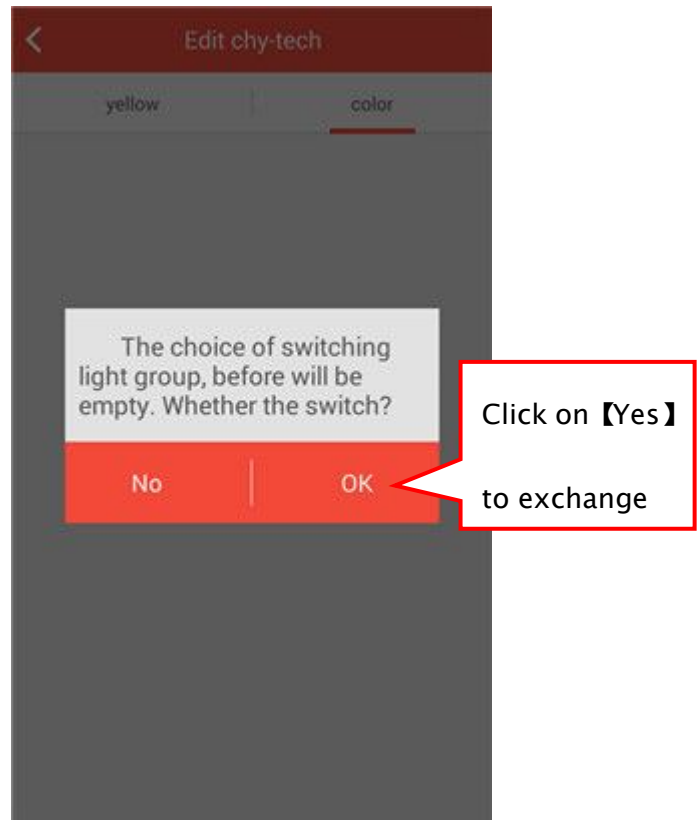 Edit chy-tech
yellow
color
The choice of switching
light group, before will be
empty. Whether the switch?
No
OK
Click on【Yes】
to exchange